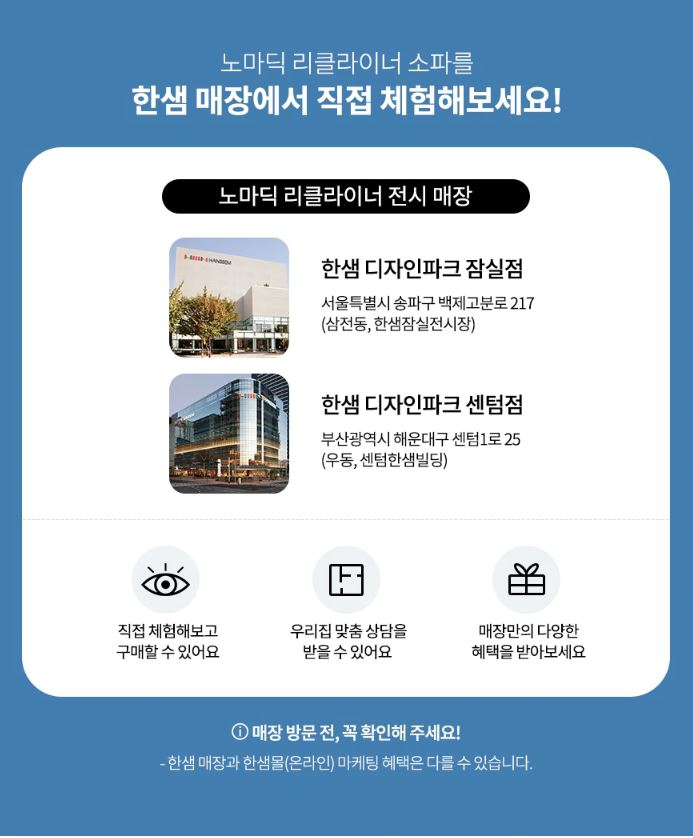 노마딕 리클라이너 소파를
한샘 매장에서 직접 체험해보세요!
노마딕 리클라이너 전시 매장
HANSSEM
한샘 디자인파크 잠실점
서울특별시 송파구 백제고분로 217
(삼전동, 한샘잠실전시장)
한샘 디자인파크 센텀점
부산광역시 해운대구 센텀1로 25
(우동, 센텀한샘빌딩)
직접 체험해보고
구매할 수 있어요
우리집 맞춤 상담을
받을 수 있어요
매장만의 다양한
혜택을 받아보세요
ⓘ 매장 방문 전, 꼭 확인해 주세요!
- 한샘 매장과 한샘몰(온라인) 마케팅 혜택은 다를 수 있습니다.